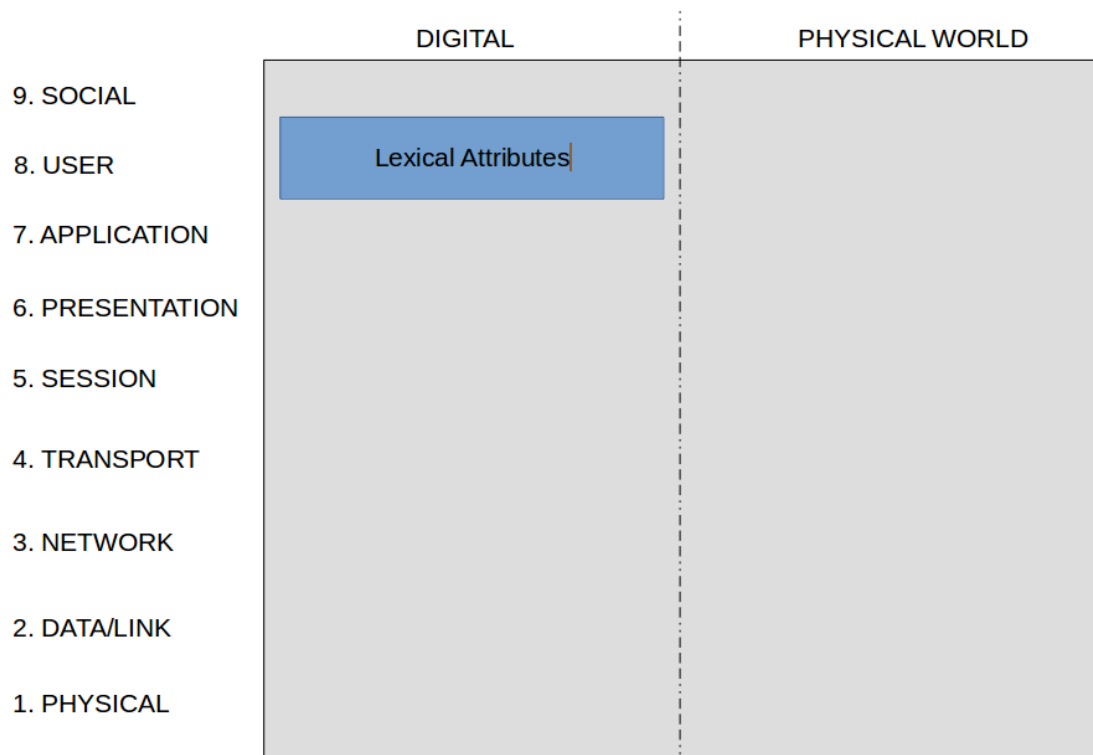 DIGITAL PHYSICAL WORLD
9. SOCIAL
8. USER Lexical Attributes
7. APPLICATION
6. PRESENTATION
5. SESSION
4. TRANSPORT
3. NETWORK
2. DATA/LINK
1. PHYSICAL